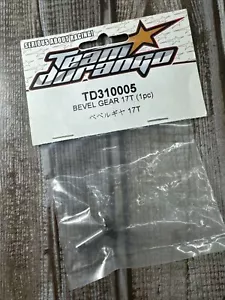 SERIOUS ABOUT RACING!
Team
Durango
TD310005
BEVEL GEAR 17T (1pc)
ベベルギヤ 17T